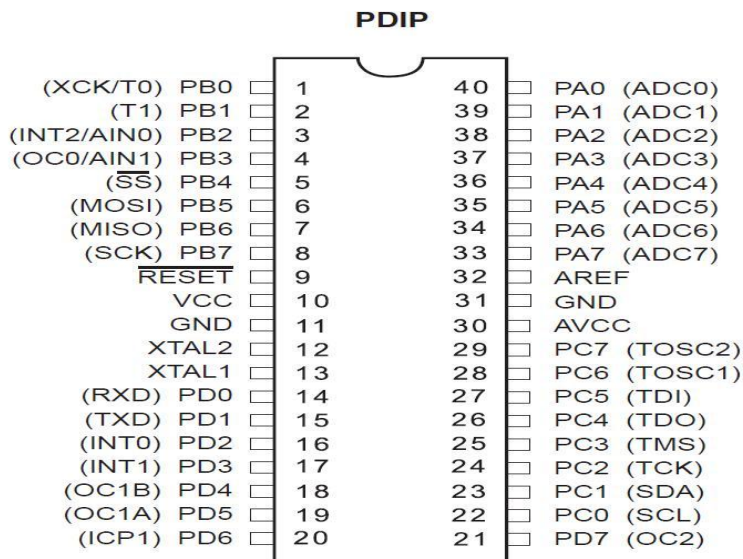 PDIP
(XCK/T0) PB0 1 40 PA0 (ADC0)
(T1) PB1 2 39 PA1 (ADC1)
(INT2/AIN0) PB2 3 38 PA2 (ADC2)
(OC0/AIN1) PB3 4 37 PA3 (ADC3)
(SS) PB4 5 36 PA4 (ADC4)
(MOSI) PB5 6 35 PA5 (ADC5)
(MISO) PB6 7 34 PA6 (ADC6)
(SCK) PB7 8 33 PA7 (ADC7)
RESET 9 32 AREF
VCC 10 31 GND
GND 11 30 AVCC
XTAL2 12 29 PC7 (TOSC2)
XTAL1 13 28 PC6 (TOSC1)
(RXD) PD0 14 27 PC5 (TDI)
(TXD) PD1 15 26 PC4 (TDO)
(INT0) PD2 16 25 PC3 (TMS)
(INT1) PD3 17 24 PC2 (TCK)
(OC1B) PD4 18 23 PC1 (SDA)
(OC1A) PD5 19 22 PC0 (SCL)
(ICP1) PD6 20 21 PD7 (OC2)